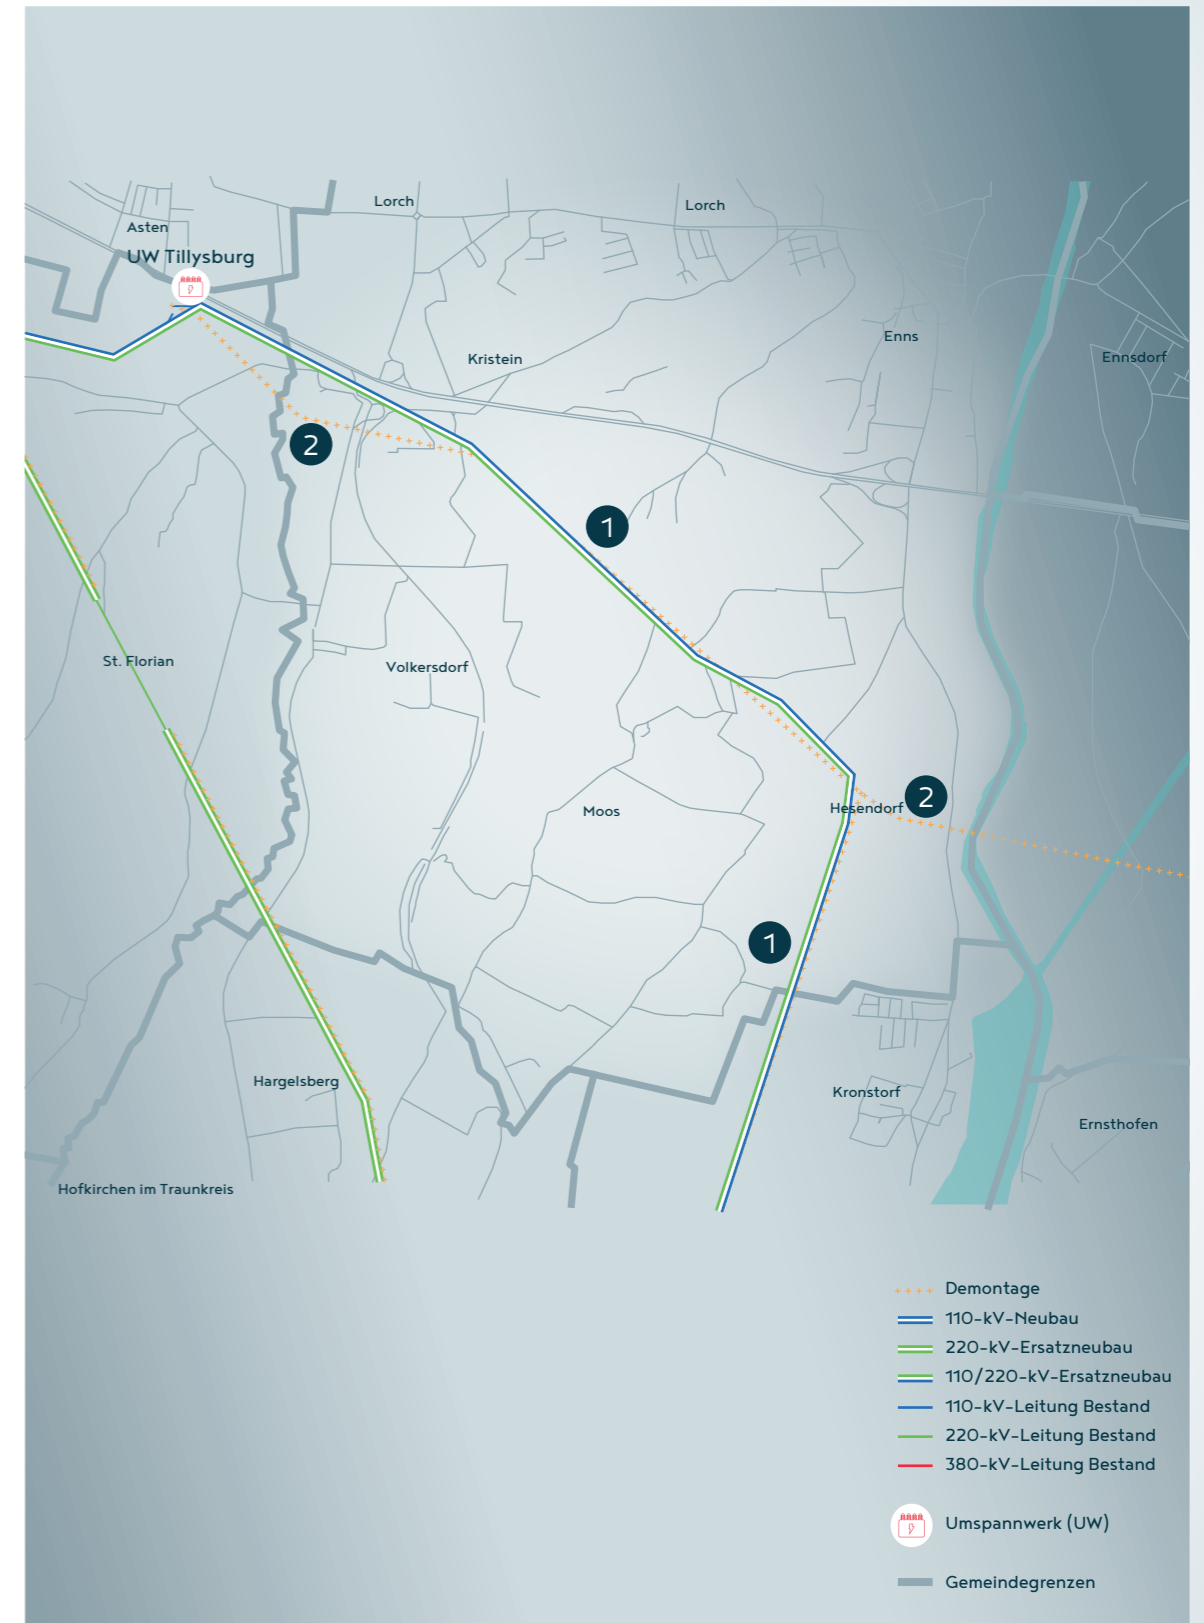 Lorch
Lorch
Asten
UW Tillysburg
Enns
Kristein
Ennsdorf
2
1
St. Florian
Volkersdorf
2
Moos
Hesendorf
1
Hargelsberg
Kronstorf
Ernsthofen
Hofkirchen im Traunkreis
Demontage
110-kV-Neubau
220-kV-Ersatzneubau
110/220-kV-Ersatzneubau
110-kV-Leitung Bestand
220-kV-Leitung Bestand
380-kV-Leitung Bestand
Umspannwerk (UW)
Gemeindegrenzen